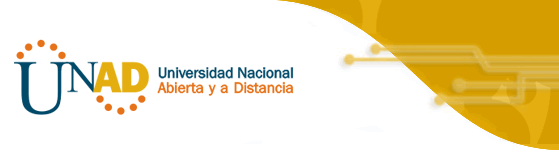 UNAD
Universidad Nacional
Abierta y a Distancia